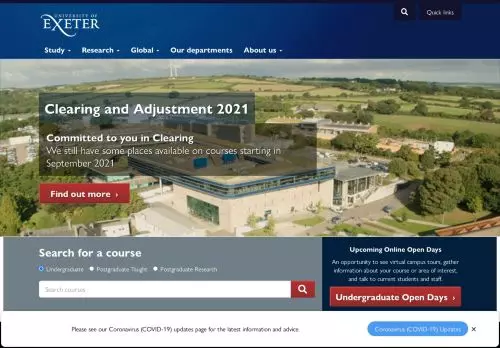 UNIVERSITY OF
EXETER
Quick links
Study
Research
Global
Our departments
About us
Clearing and Adjustment 2021
Committed to you in Clearing
We still have some places available on courses starting in
September 2021
Find out more ›
Search for a course
Undergraduate
Postgraduate Taught
Postgraduate Research
Search courses
Upcoming Online Open Days
An opportunity to see virtual campus tours, gather
information about your course or area of interest,
and talk to current students and staff.
Undergraduate Open Days ›
Please see our Coronavirus (COVID-19) updates page for the latest information and advice.
Coronavirus (COVID-19) Updates
×